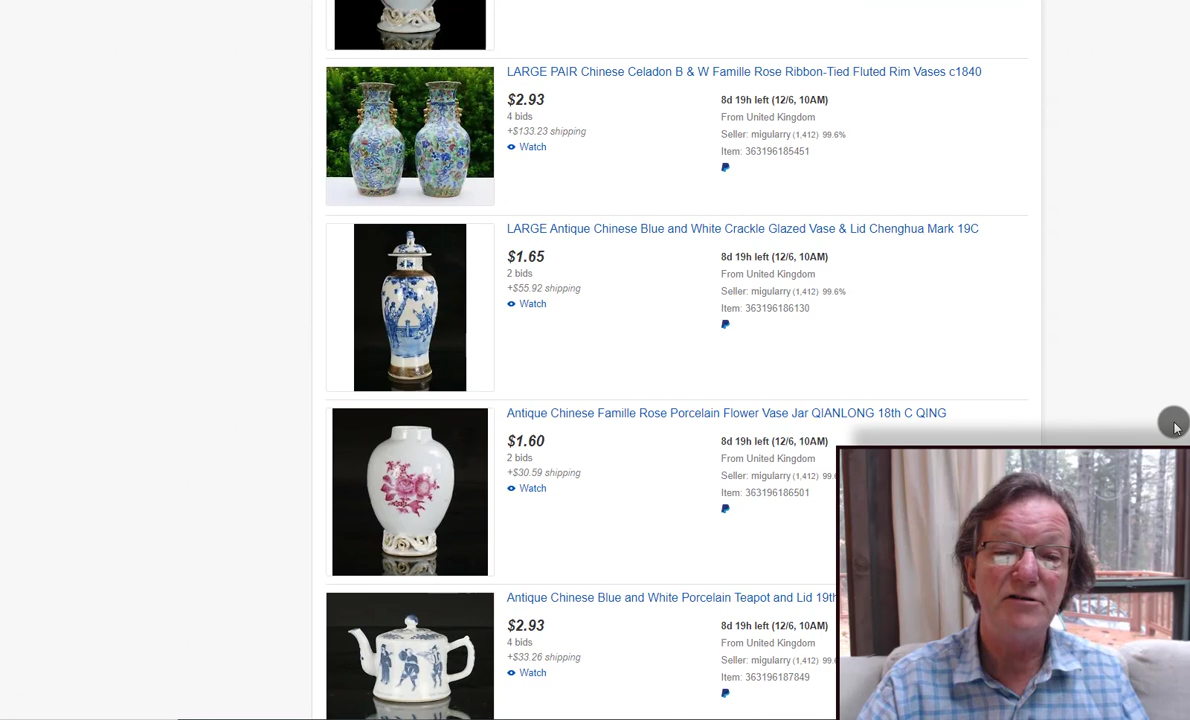 LARGE PAIR Chinese Celadon B & W Famille Rose Ribbon-Tied Fluted Rim Vases c1840
$2.93
8d 19h left (12/6, 10AM)
4 bids
From United Kingdom
+$133.23 shipping
Seller: migularry (1,412) 99.6%
Watch
Item: 363196185451
LARGE Antique Chinese Blue and White Crackle Glazed Vase & Lid Chenghua Mark 19C
$1.65
8d 19h left (12/6, 10AM)
2 bids
From United Kingdom
+$55.92 shipping
Seller: migularry (1,412) 99.6%
Watch
Item: 363196186130
Antique Chinese Famille Rose Porcelain Flower Vase Jar QIANLONG 18th C QING
$1.60
8d 19h left (12/6, 10AM)
2 bids
From United Kingdom
+$30.59 shipping
Seller: migularry (1,412) 99.
Watch
Item: 363196186501
Antique Chinese Blue and White Porcelain Teapot and Lid 19th
$2.93
8d 19h left (12/6, 10AM)
4 bids
From United Kingdom
+$33.26 shipping
Seller: migularry (1,412) 99.
Watch
Item: 363196187849